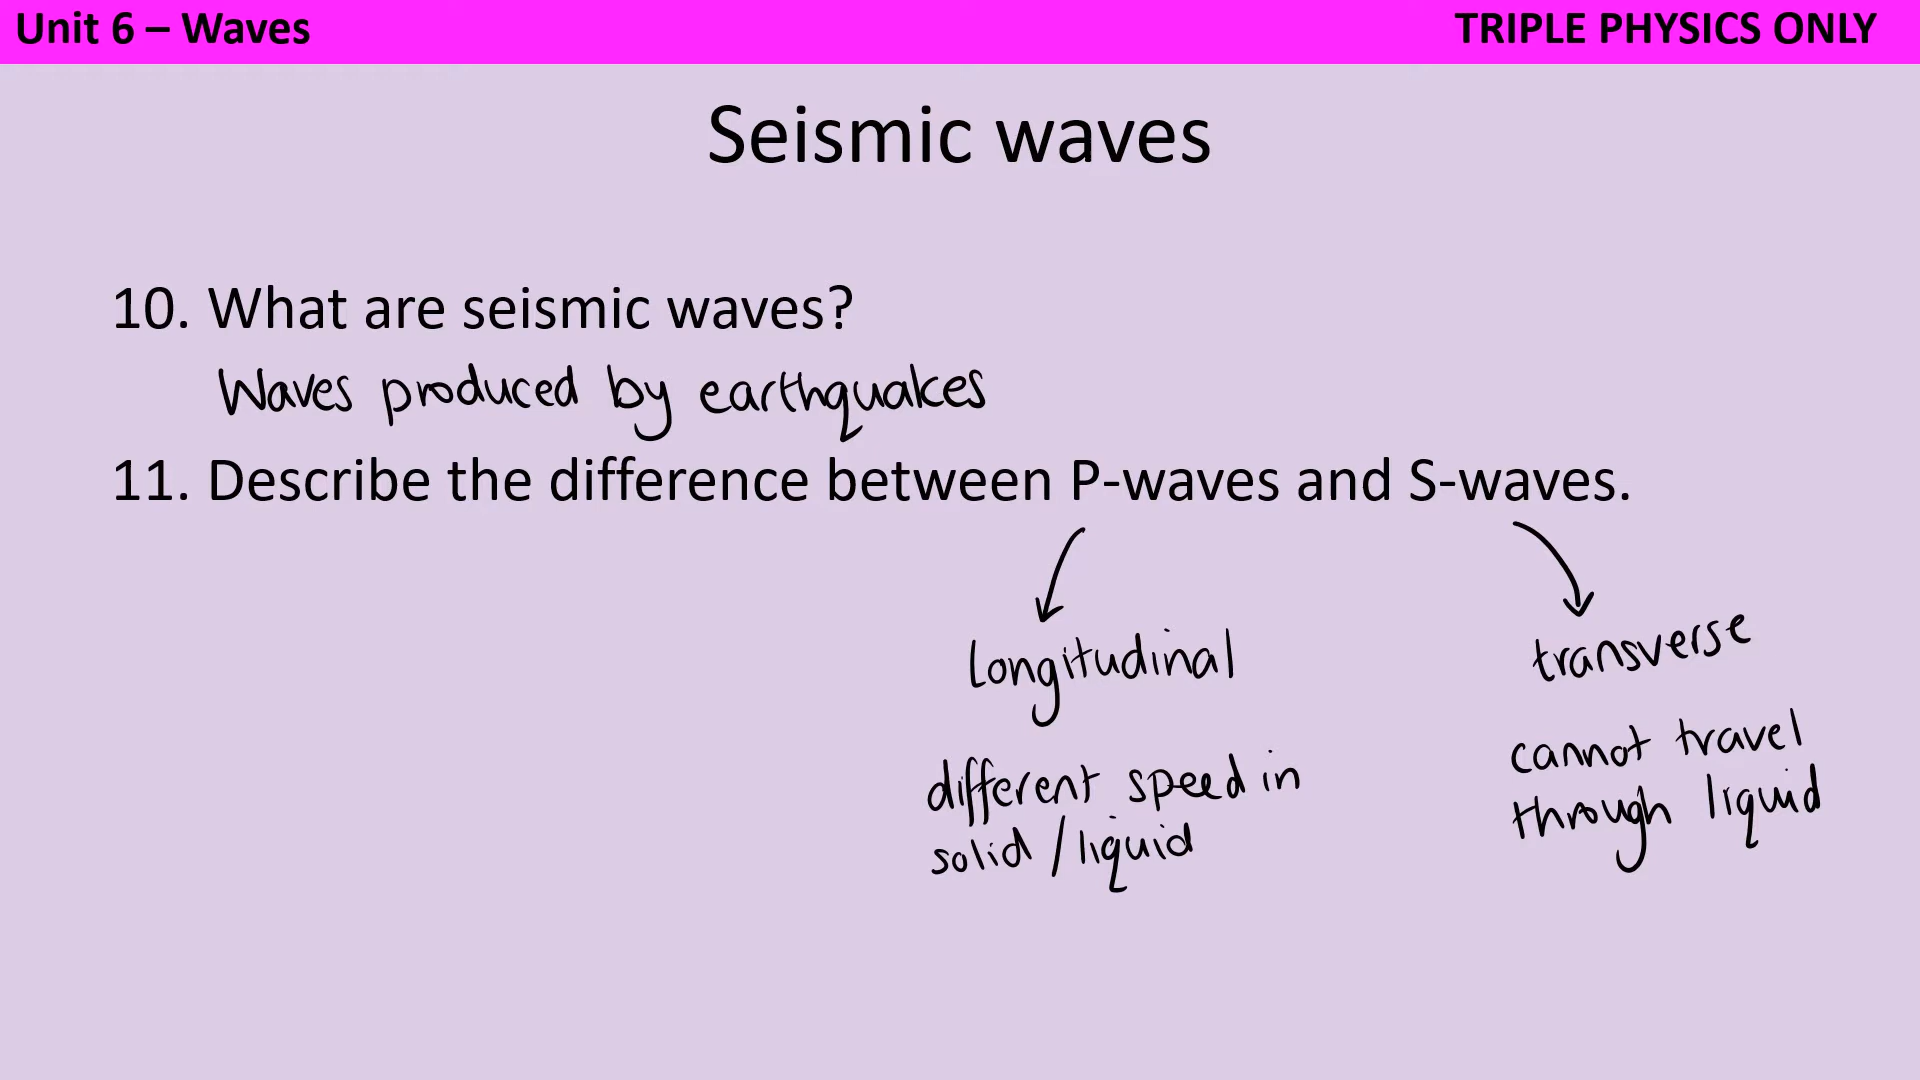 Unit 6 – Waves
TRIPLE PHYSICS ONLY
Seismic waves
10. What are seismic waves?
Waves produced by earthquakes
11. Describe the difference between P-waves and S-waves.
Longitudinal
different speed in
solid / liquid
transverse
cannot travel
through liquid